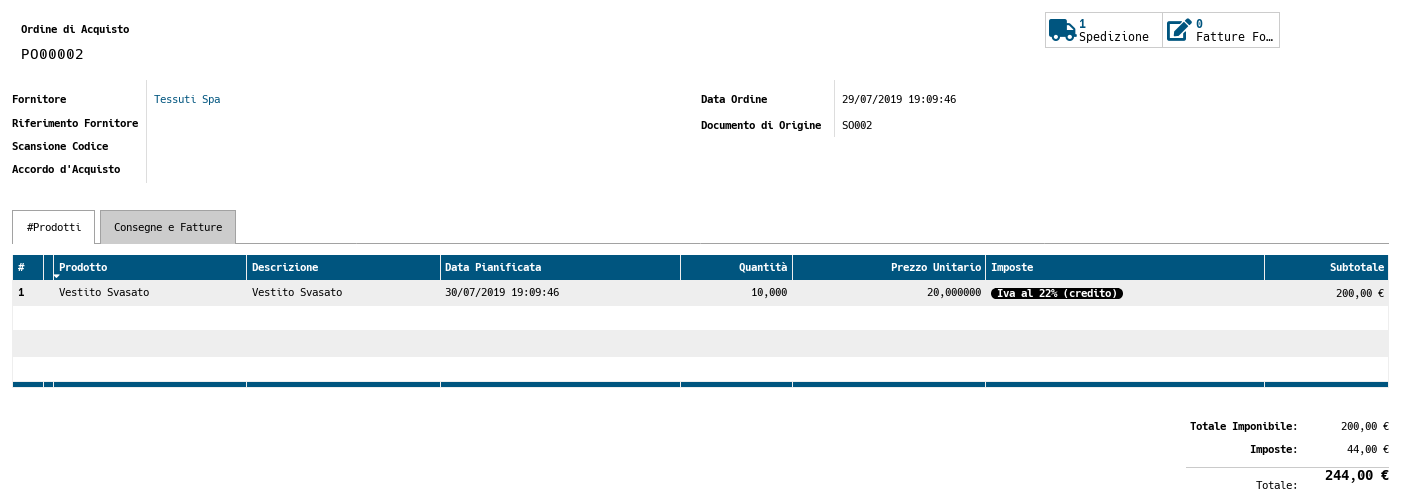 Ordine di Acquisto
PO00002
1
Spedizione
0
Fatture Fo…
Fornitore Tessuti Spa
Riferimento Fornitore
Scansione Codice
Accordo d'Acquisto
Data Ordine 29/07/2019 19:09:46
Documento di Origine SO002
#Prodotti Consegne e Fatture
# Prodotto Descrizione Data Pianificata Quantità Prezzo Unitario Imposte Subtotale
1 Vestito Svasato Vestito Svasato 30/07/2019 19:09:46 10,000 20,000000 Iva al 22% (credito) 200,00 €
Totale Imponibile: 200,00 €
Imposte: 44,00 €
Totale: 244,00 €